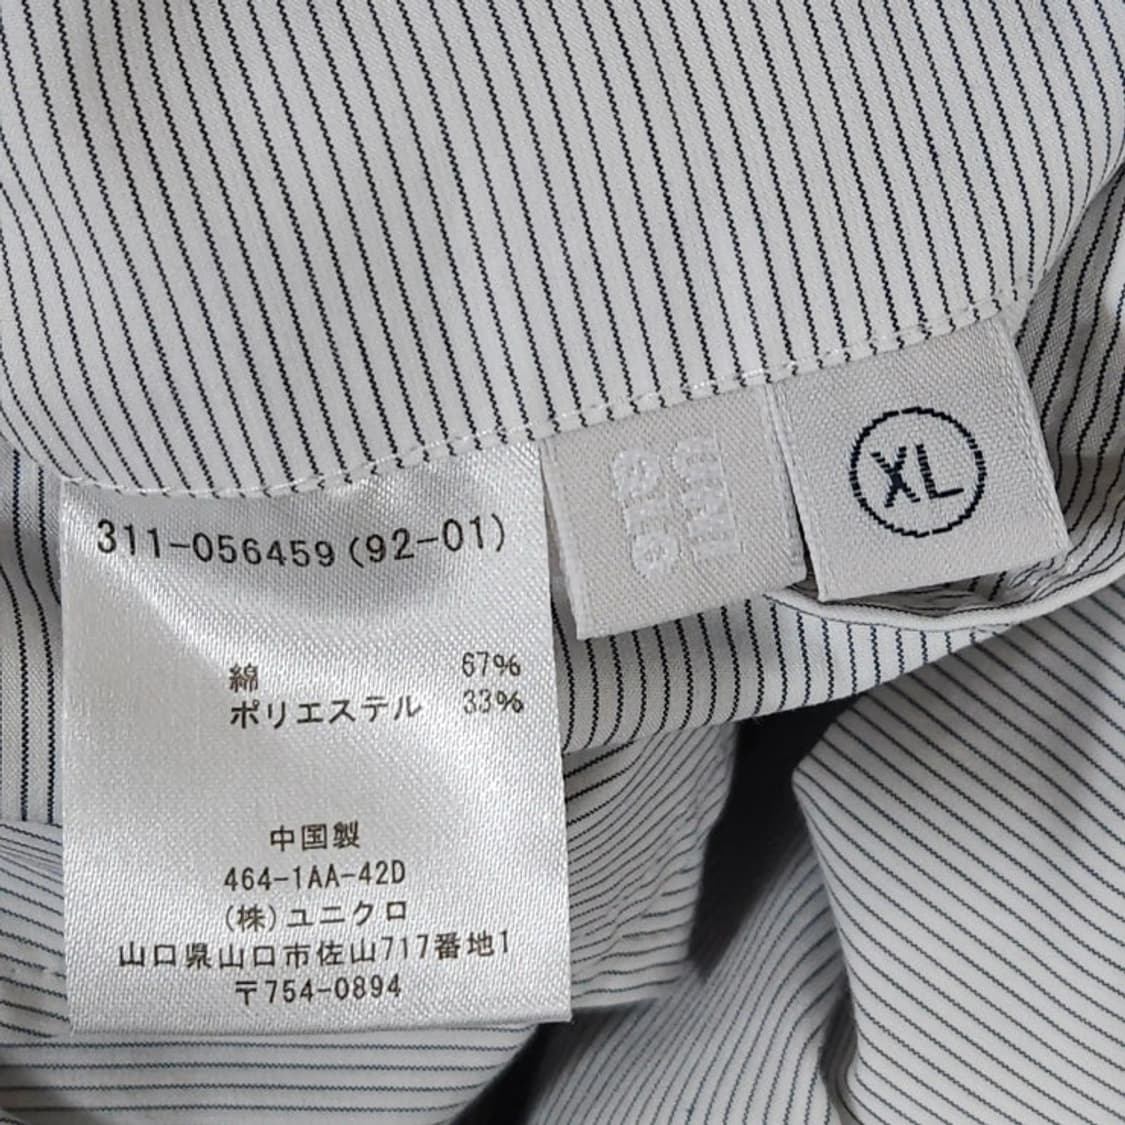 311-056459(92-01)
綿 67%
ポリエステル 33%
中国製
464-1AA-42D
(株)ユニクロ
山口県山口市佐山717番地1
〒754-0894
UNI
QLO
XL